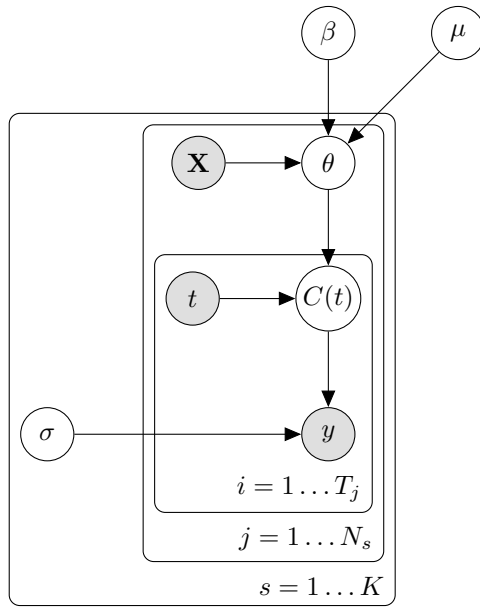 β
μ
X
θ
t
C(t)
σ
y
i = 1 … T_j
j = 1 … N_s
s = 1 … K